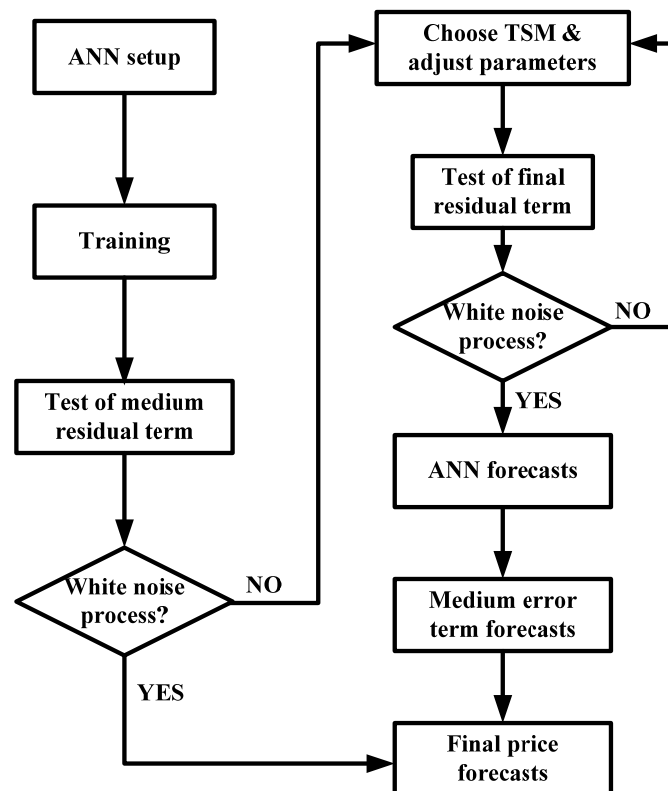 ANN setup
Training
Test of medium
residual term
White noise
process?
NO
YES
Choose TSM &
adjust parameters
Test of final
residual term
White noise
process?
NO
YES
ANN forecasts
Medium error
term forecasts
Final price
forecasts